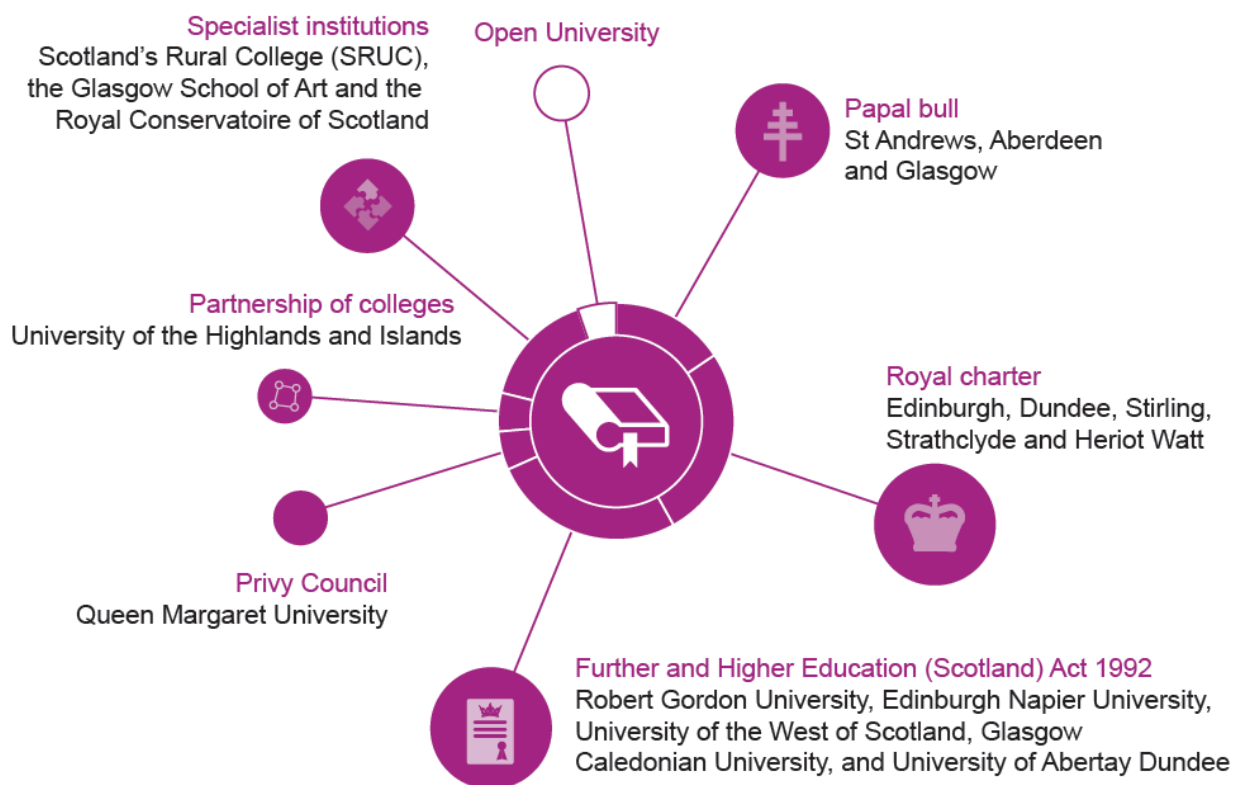 Specialist institutions
Scotland’s Rural College (SRUC),
the Glasgow School of Art and the
Royal Conservatoire of Scotland
Open University
Papal bull
St Andrews, Aberdeen
and Glasgow
Partnership of colleges
University of the Highlands and Islands
Royal charter
Edinburgh, Dundee, Stirling,
Strathclyde and Heriot Watt
Privy Council
Queen Margaret University
Further and Higher Education (Scotland) Act 1992
Robert Gordon University, Edinburgh Napier University,
University of the West of Scotland, Glasgow
Caledonian University, and University of Abertay Dundee